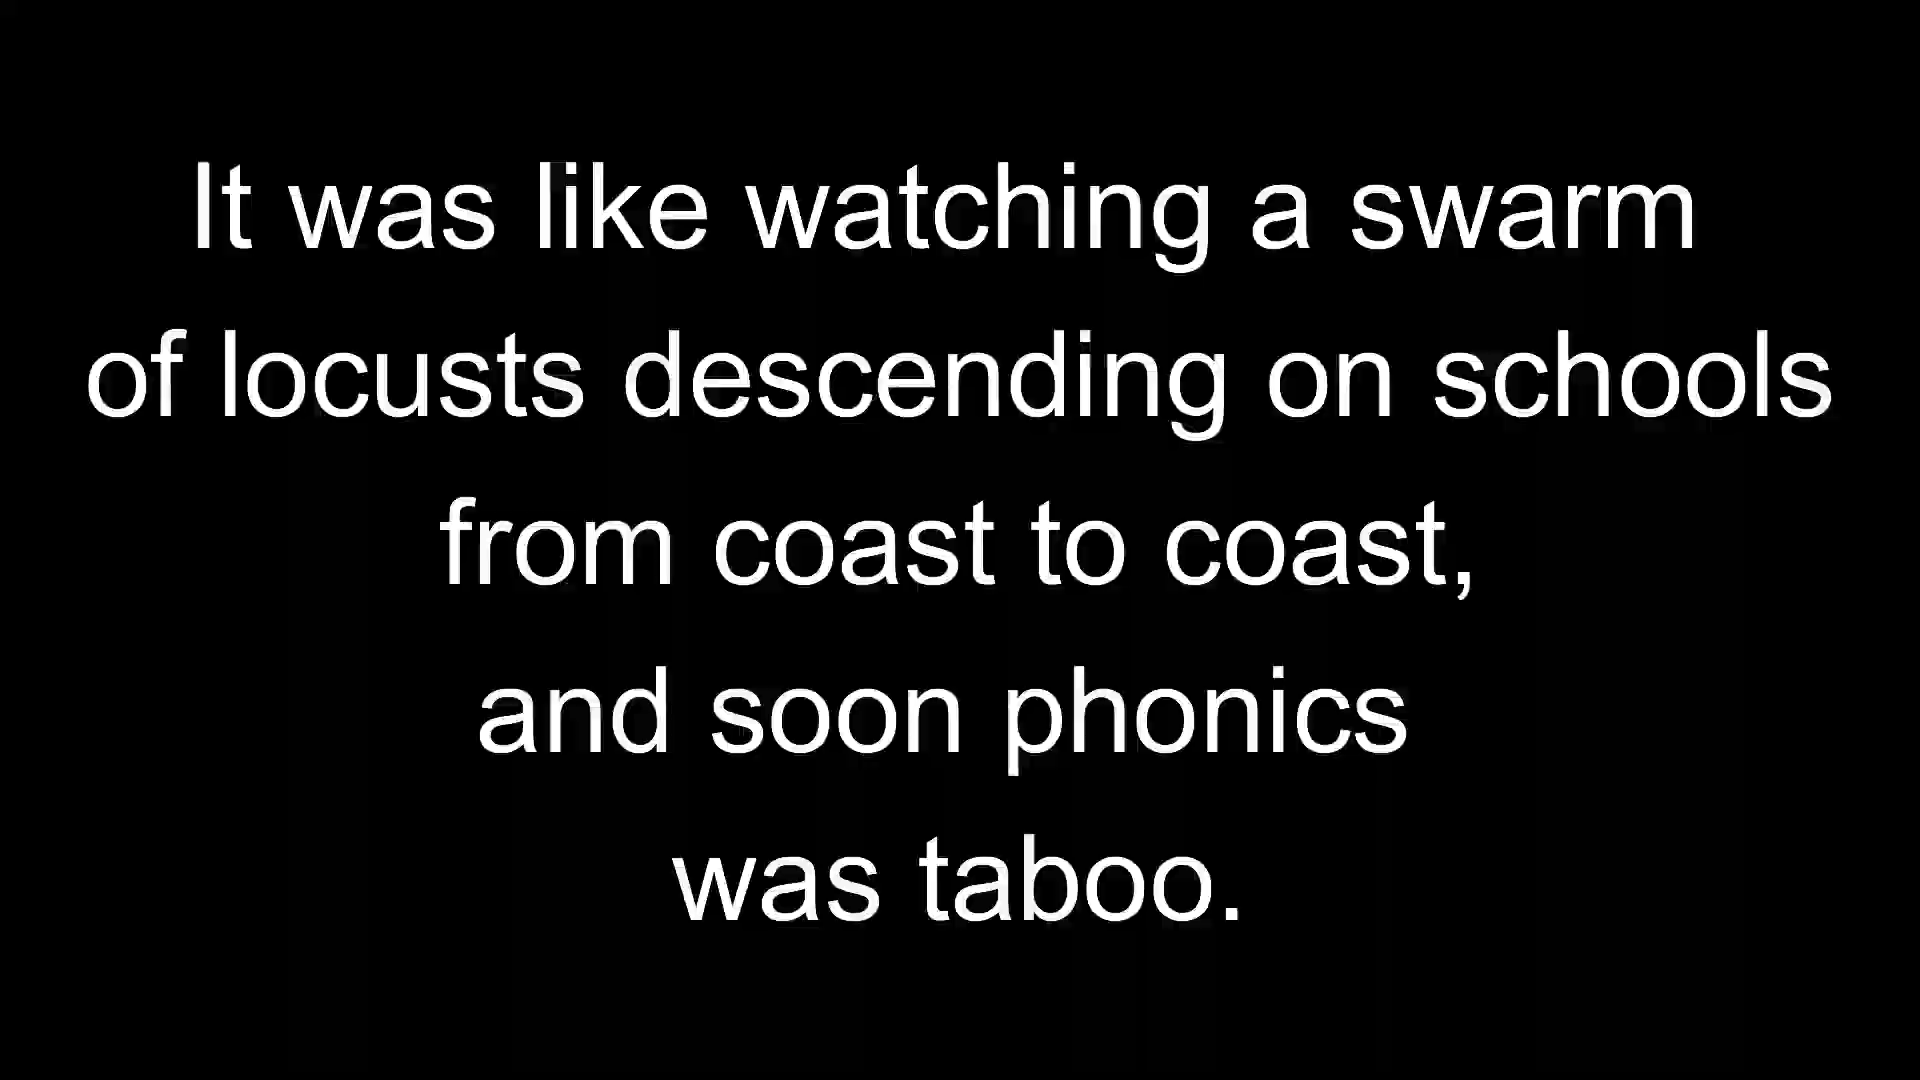 It was like watching a swarm
of locusts descending on schools
from coast to coast,
and soon phonics
was taboo.